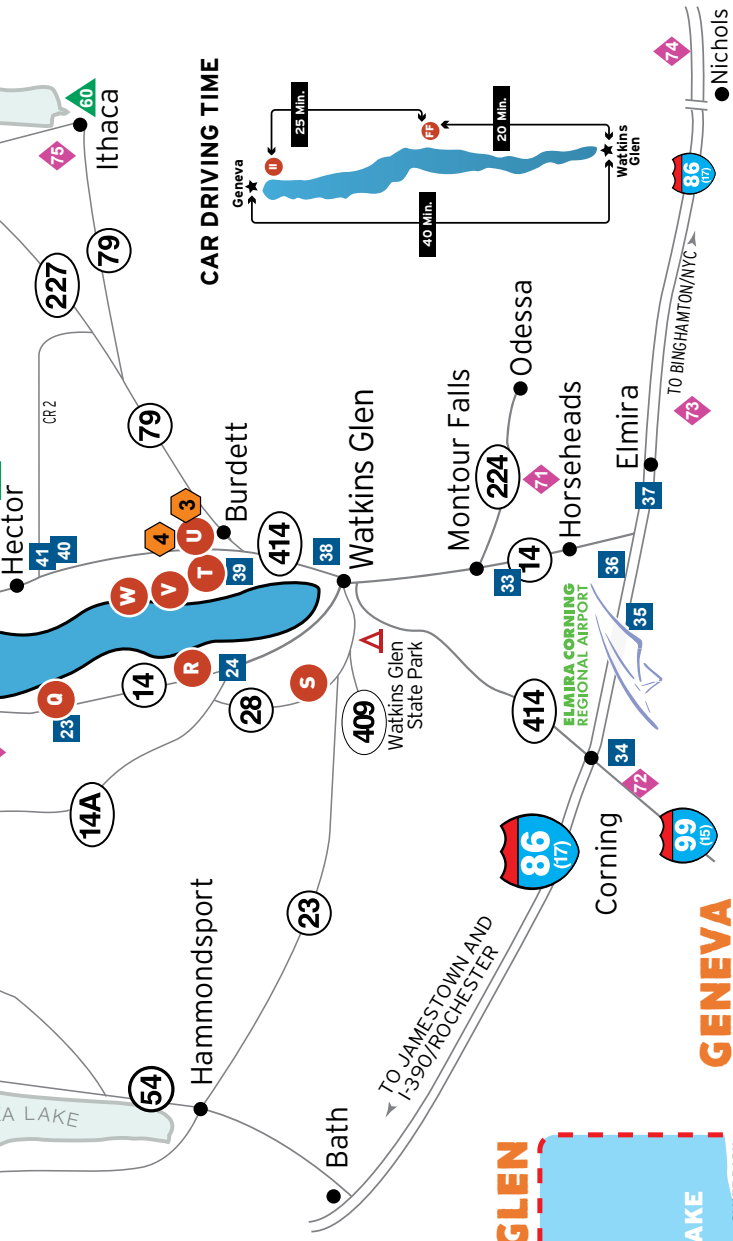 A LAKE
54
Hammondsport
Bath
23
14A
23
Q
14
R
24
28
S
409
Watkins Glen
State Park
Hector
41
40
CR 2
W
V
T
U
4
3
39
Burdett
79
227
79
75
Ithaca
60
414
38
Watkins Glen
CAR DRIVING TIME
Geneva
II
25 Min.
FF
20 Min.
40 Min.
Watkins
Glen
Montour Falls
224
Odessa
33
14
71
Horseheads
36
ELMIRA CORNING
REGIONAL AIRPORT
35
414
34
72
Corning
86
(17)
99
(15)
TO JAMESTOWN AND
I-390/ROCHESTER
37
Elmira
73
TO BINGHAMTON/NYC
86
(17)
74
Nichols
GLEN
GENEVA
AKE